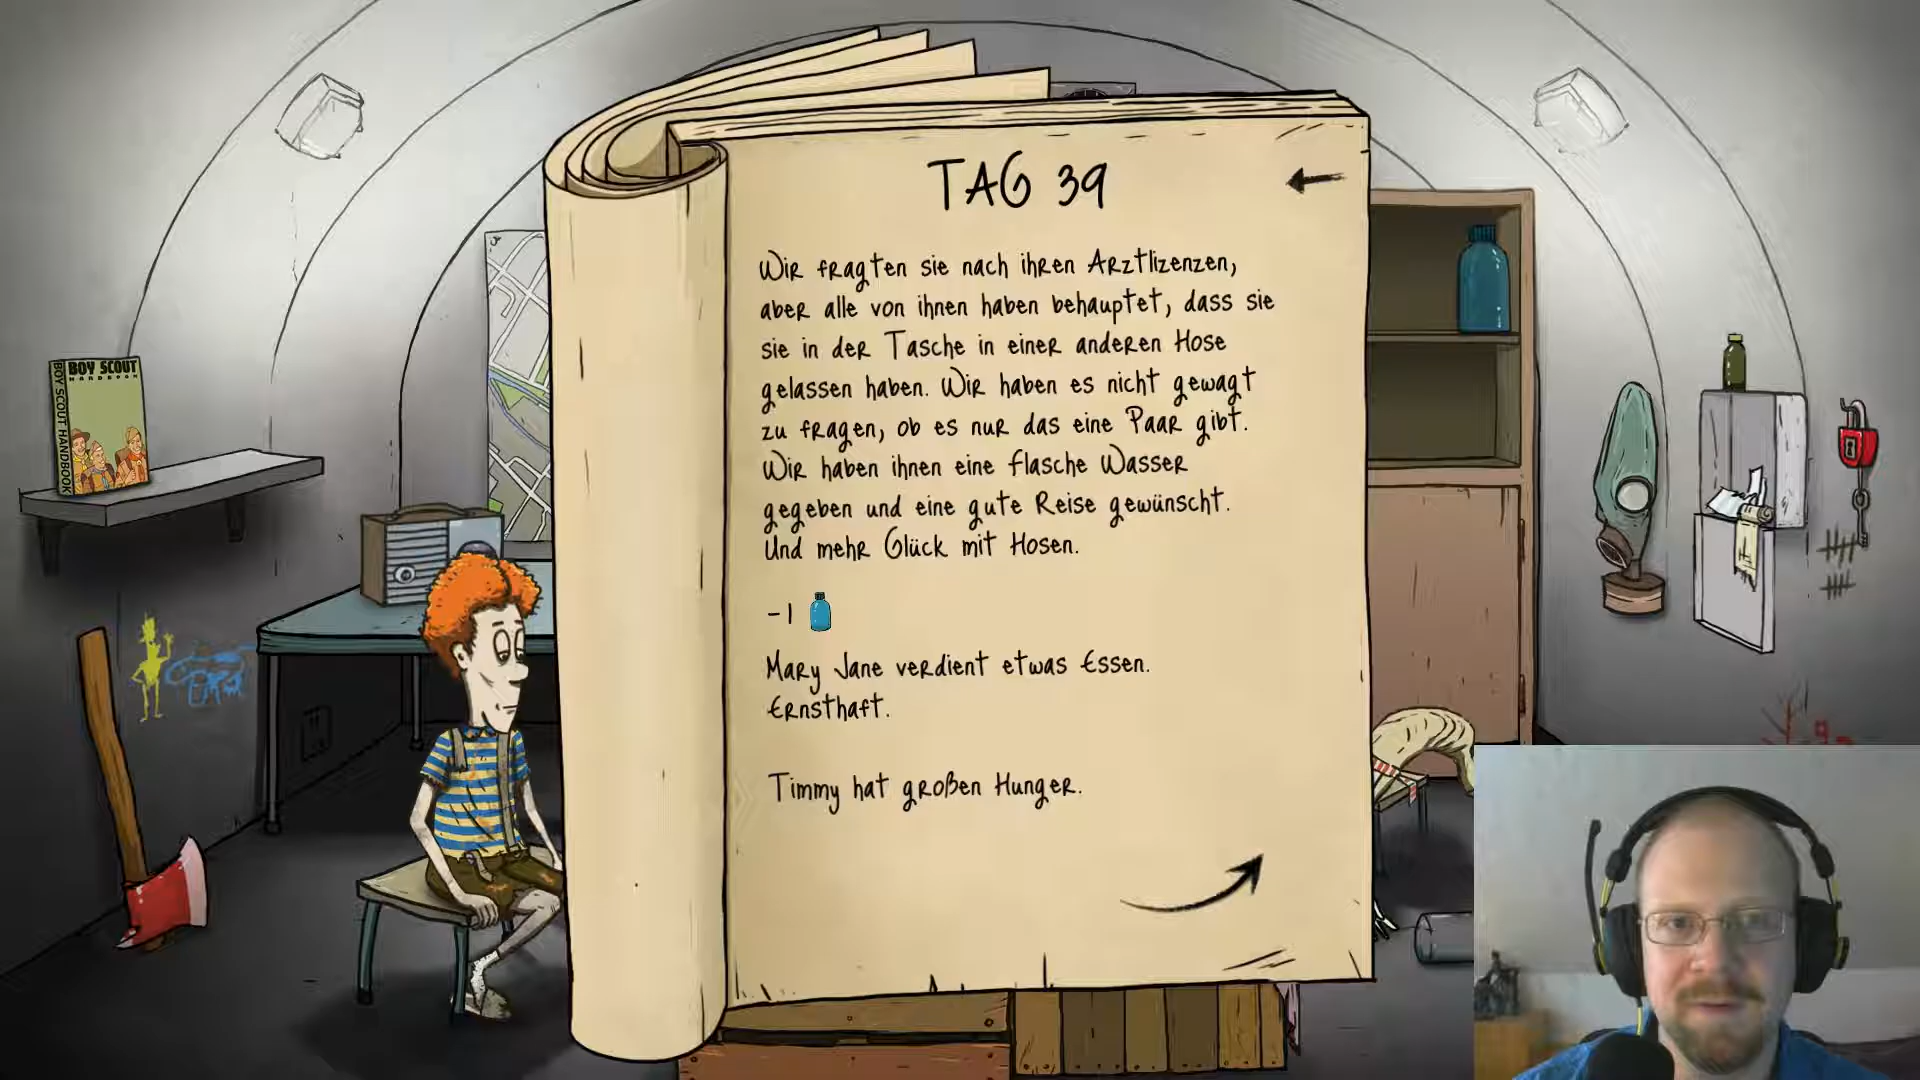 TAG 39
Wir fragten sie nach ihren Arztlizenzen,
aber alle von ihnen haben behauptet, dass sie
sie in der Tasche in einer anderen Hose
gelassen haben. Wir haben es nicht gewagt
zu fragen, ob es nur das eine Paar gibt.
Wir haben ihnen eine Flasche Wasser
gegeben und eine gute Reise gewünscht.
Und mehr Glück mit Hosen.
-1
Mary Jane verdient etwas Essen.
Ernsthaft.
Timmy hat großen Hunger.
BOY SCOUT
HANDBOOK
BOY SCOUT HANDBOOK